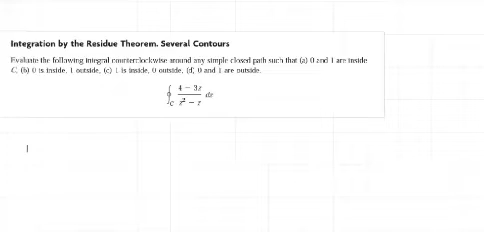 Integration by the Residue Theorem. Several Contours
Evaluate the following integral counterclockwise around any simple closed path such that (a) 0 and 1 are inside
C, (b) 0 is inside, 1 outside, (c) 1 is inside, 0 outside, (d) 0 and 1 are outside.
∮_C (4 − 3z)/(z² − z) dz